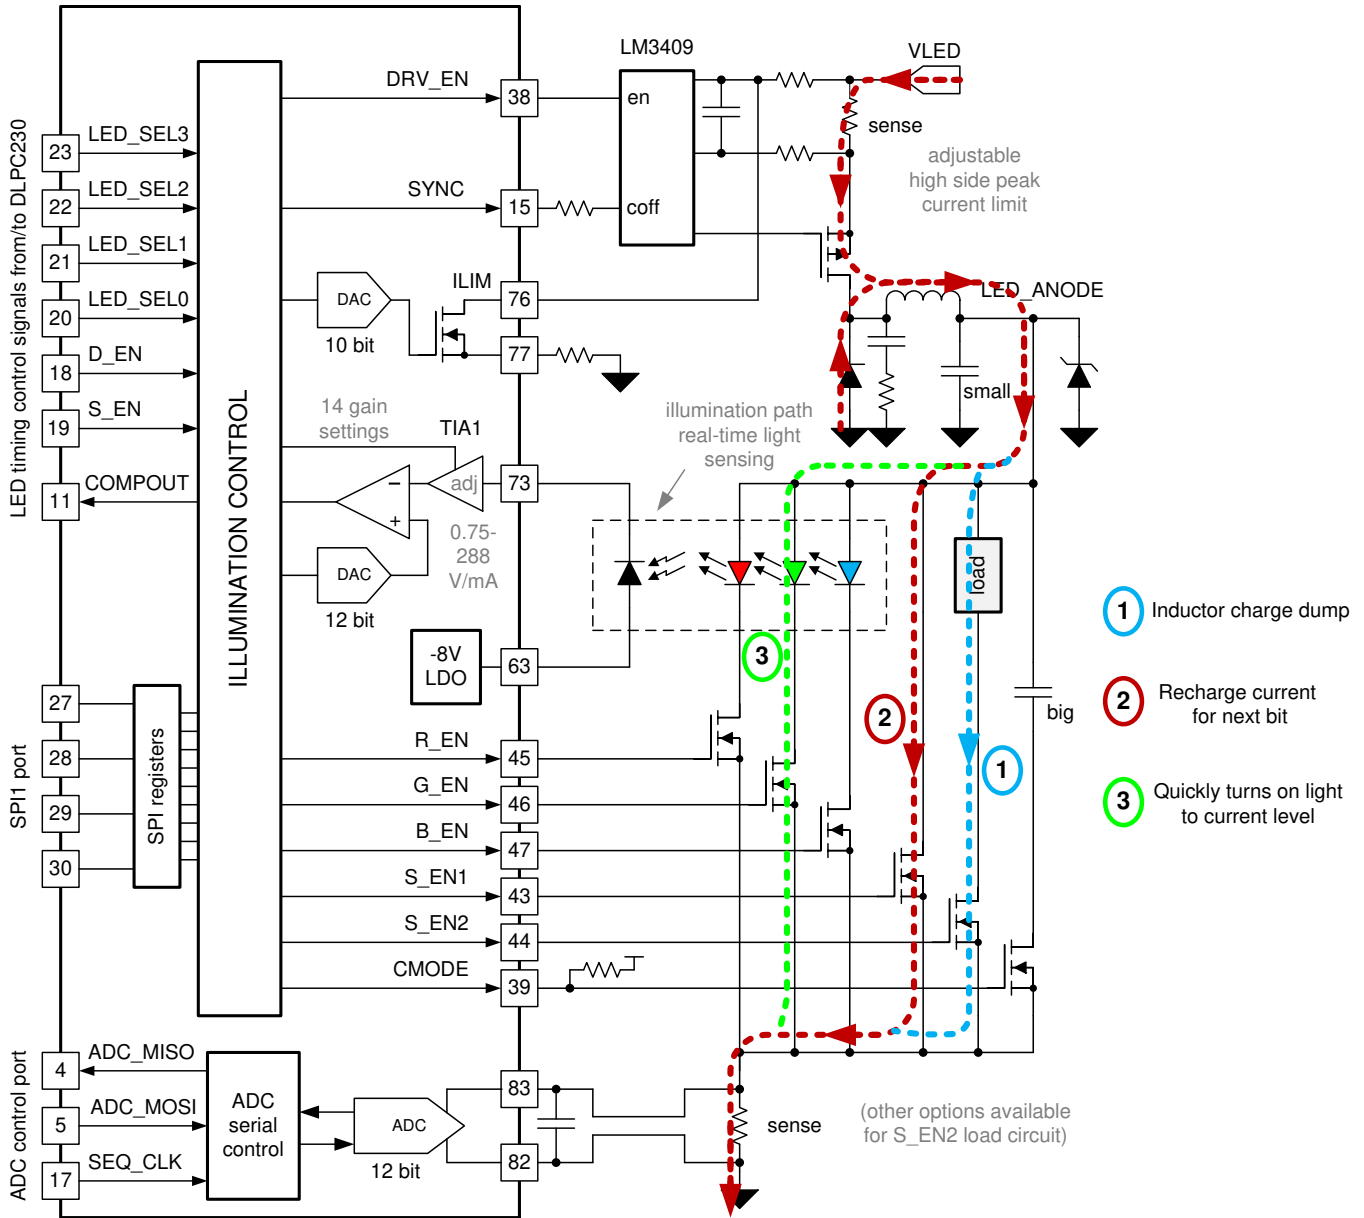 LM3409
VLED
DRV_EN
38
en
LED timing control signals from/to DLPC230
23
LED_SEL3
sense
adjustable
high side peak
current limit
22
LED_SEL2
SYNC
15
coff
21
LED_SEL1
20
LED_SEL0
DAC
10 bit
ILIM
76
77
LED_ANODE
18
D_EN
small
19
S_EN
14 gain
settings
TIA1
illumination path
real-time light
sensing
11
COMPOUT
ILLUMINATION CONTROL
−
+
adj
73
0.75-
288
V/mA
DAC
12 bit
load
1
Inductor charge dump
-8V
LDO
63
3
2
Recharge current
for next bit
SPI1 port
27
28
29
30
SPI registers
2
big
1
3
Quickly turns on light
to current level
R_EN
45
G_EN
46
B_EN
47
S_EN1
43
S_EN2
44
CMODE
39
ADC control port
4
ADC_MISO
5
ADC_MOSI
17
SEQ_CLK
ADC
serial
control
ADC
12 bit
83
82
sense
(other options available
for S_EN2 load circuit)